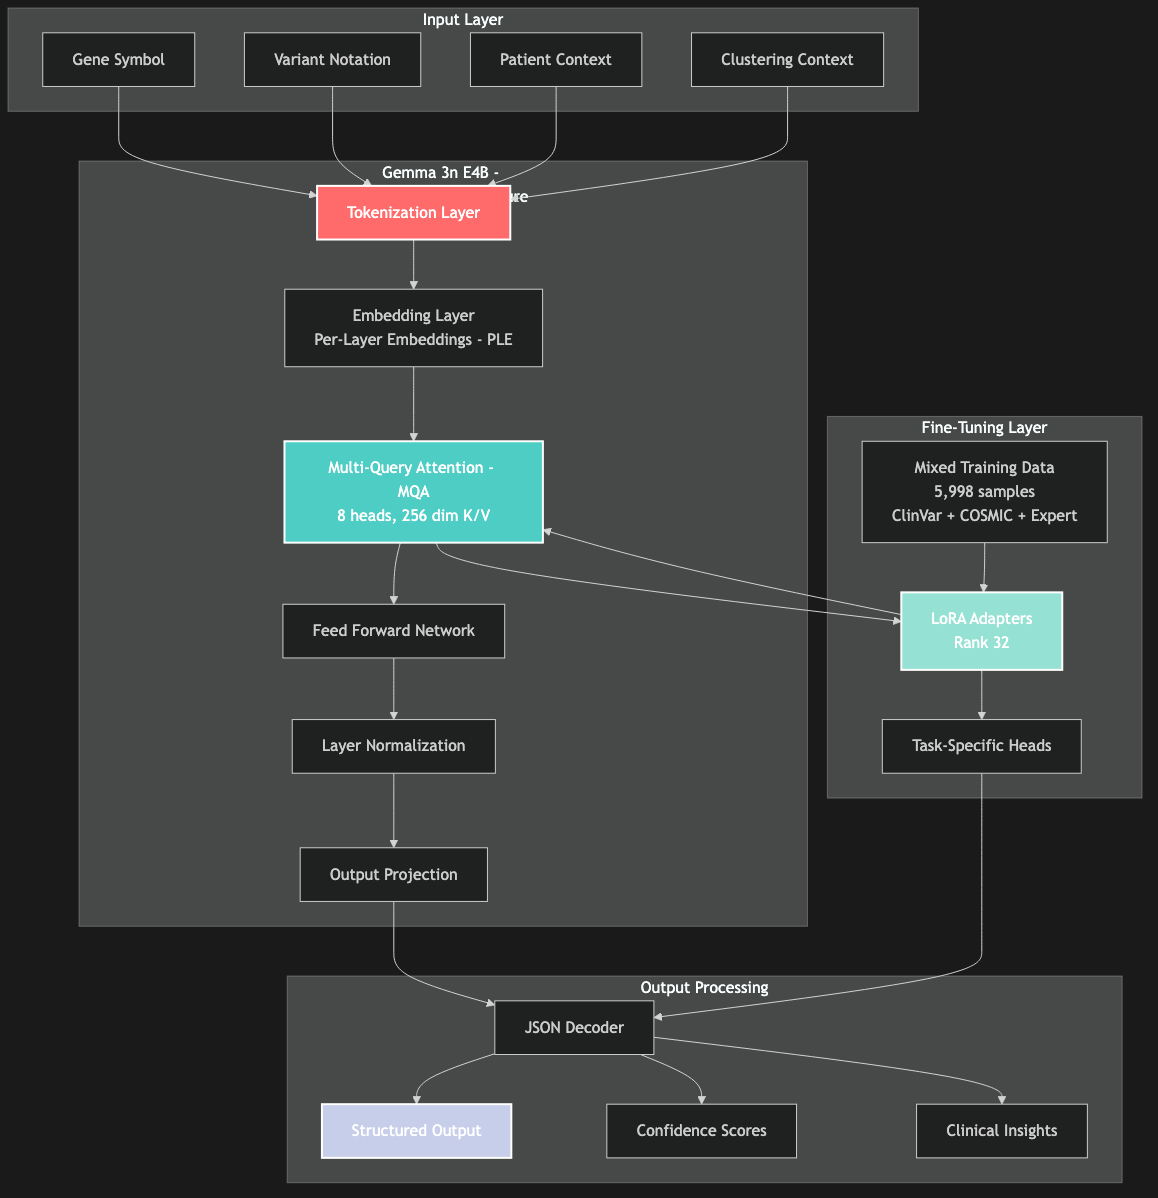 Input Layer
Gene Symbol
Variant Notation
Patient Context
Clustering Context
Gemma 3n E4B -
Tokenization Layer
Embedding Layer
Per-Layer Embeddings - PLE
Multi-Query Attention -
MQA
8 heads, 256 dim K/V
Feed Forward Network
Layer Normalization
Output Projection
Fine-Tuning Layer
Mixed Training Data
5,998 samples
ClinVar + COSMIC + Expert
LoRA Adapters
Rank 32
Task-Specific Heads
Output Processing
JSON Decoder
Structured Output
Confidence Scores
Clinical Insights